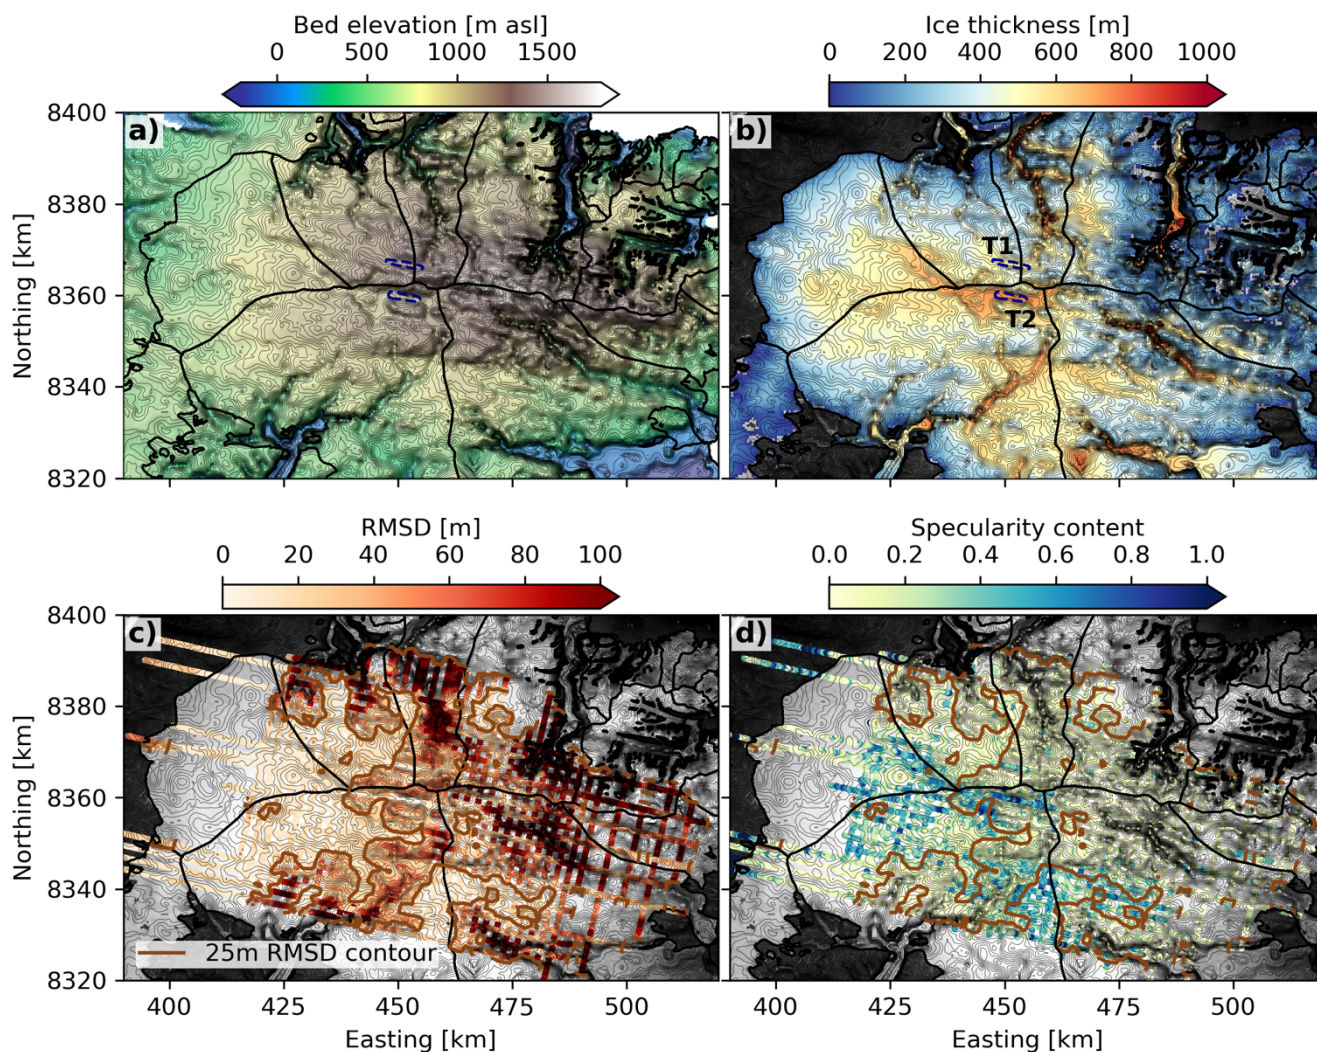 Bed elevation [m asl]
0 500 1000 1500
Ice thickness [m]
0 200 400 600 800 1000
a)
b)
8400
8380
8360
8340
8320
Northing [km]
T1
T2
RMSD [m]
0 20 40 60 80 100
Specularity content
0.0 0.2 0.4 0.6 0.8 1.0
c)
d)
8400
8380
8360
8340
8320
Northing [km]
25m RMSD contour
400 425 450 475 500
400 425 450 475 500
Easting [km]
Easting [km]